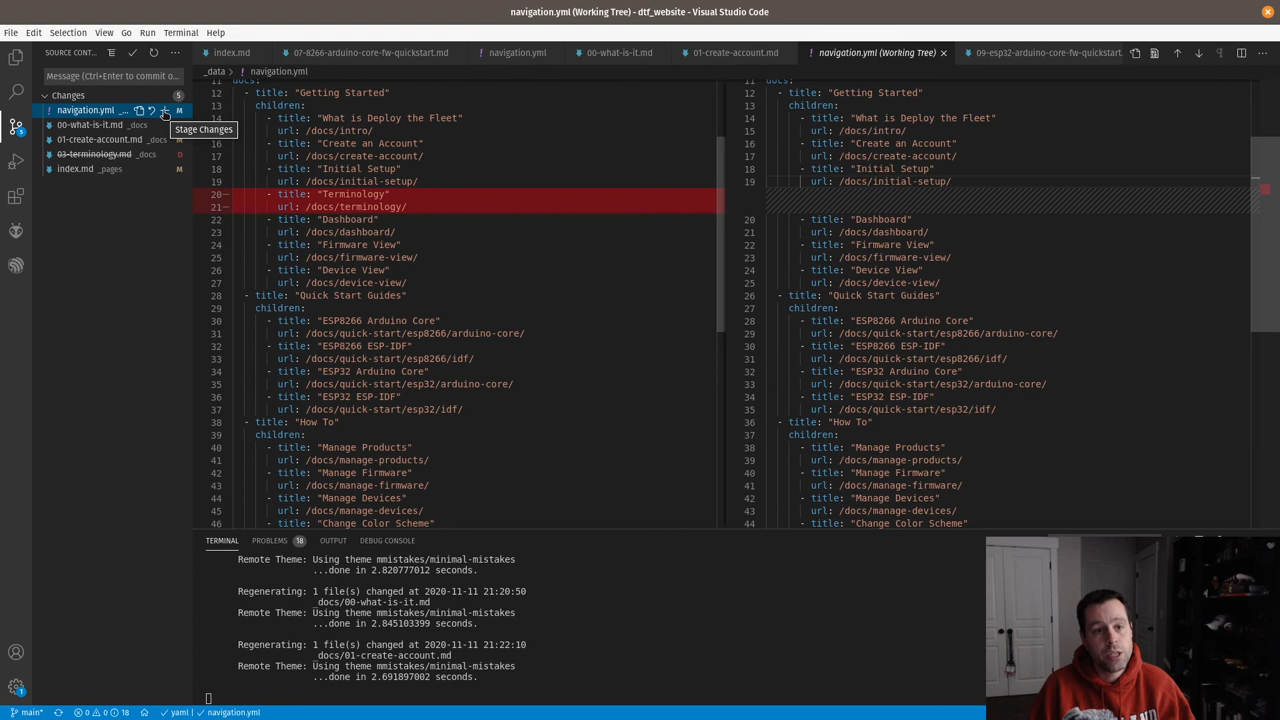 navigation.yml (Working Tree) - dtf_website - Visual Studio Code
File Edit Selection View Go Run Terminal Help
SOURCE CONT...
index.md
07-8266-arduino-core-fw-quickstart.md
navigation.yml
00-what-is-it.md
01-create-account.md
navigation.yml (Working Tree)
09-esp32-arduino-core-fw-quickstart.
Message (Ctrl+Enter to commit o...
Changes 5
navigation.yml _... M
00-what-is-it.md _docs
01-create-account.md _docs M
03-terminology.md _docs D
index.md _pages M
Stage Changes
_data > navigation.yml
11 docs:
12 - title: "Getting Started"
13 children:
14 - title: "What is Deploy the Fleet"
15 url: /docs/intro/
16 - title: "Create an Account"
17 url: /docs/create-account/
18 - title: "Initial Setup"
19 url: /docs/initial-setup/
20 - - title: "Terminology"
21 - url: /docs/terminology/
22 - title: "Dashboard"
23 url: /docs/dashboard/
24 - title: "Firmware View"
25 url: /docs/firmware-view/
26 - title: "Device View"
27 url: /docs/device-view/
28 - title: "Quick Start Guides"
29 children:
30 - title: "ESP8266 Arduino Core"
31 url: /docs/quick-start/esp8266/arduino-core/
32 - title: "ESP8266 ESP-IDF"
33 url: /docs/quick-start/esp8266/idf/
34 - title: "ESP32 Arduino Core"
35 url: /docs/quick-start/esp32/arduino-core/
36 - title: "ESP32 ESP-IDF"
37 url: /docs/quick-start/esp32/idf/
38 - title: "How To"
39 children:
40 - title: "Manage Products"
41 url: /docs/manage-products/
42 - title: "Manage Firmware"
43 url: /docs/manage-firmware/
44 - title: "Manage Devices"
45 url: /docs/manage-devices/
46 - title: "Change Color Scheme"
11 docs:
12 - title: "Getting Started"
13 children:
14 - title: "What is Deploy the Fleet"
15 url: /docs/intro/
16 - title: "Create an Account"
17 url: /docs/create-account/
18 - title: "Initial Setup"
19 url: /docs/initial-setup/
20 - title: "Dashboard"
21 url: /docs/dashboard/
22 - title: "Firmware View"
23 url: /docs/firmware-view/
24 - title: "Device View"
25 url: /docs/device-view/
26 - title: "Quick Start Guides"
27 children:
28 - title: "ESP8266 Arduino Core"
29 url: /docs/quick-start/esp8266/arduino-core/
30 - title: "ESP8266 ESP-IDF"
31 url: /docs/quick-start/esp8266/idf/
32 - title: "ESP32 Arduino Core"
33 url: /docs/quick-start/esp32/arduino-core/
34 - title: "ESP32 ESP-IDF"
35 url: /docs/quick-start/esp32/idf/
36 - title: "How To"
37 children:
38 - title: "Manage Products"
39 url: /docs/manage-products/
40 - title: "Manage Firmware"
41 url: /docs/manage-firmware/
42 - title: "Manage Devices"
43 url: /docs/manage-devices/
44 - title: "Change Color Scheme"
TERMINAL PROBLEMS 18 OUTPUT DEBUG CONSOLE
Remote Theme: Using theme mmistakes/minimal-mistakes
...done in 2.820777012 seconds.
Regenerating: 1 file(s) changed at 2020-11-11 21:20:50
_docs/00-what-is-it.md
Remote Theme: Using theme mmistakes/minimal-mistakes
...done in 2.845103399 seconds.
Regenerating: 1 file(s) changed at 2020-11-11 21:22:10
_docs/01-create-account.md
Remote Theme: Using theme mmistakes/minimal-mistakes
...done in 2.691897002 seconds.
main* 0 0 18 yaml navigation.yml